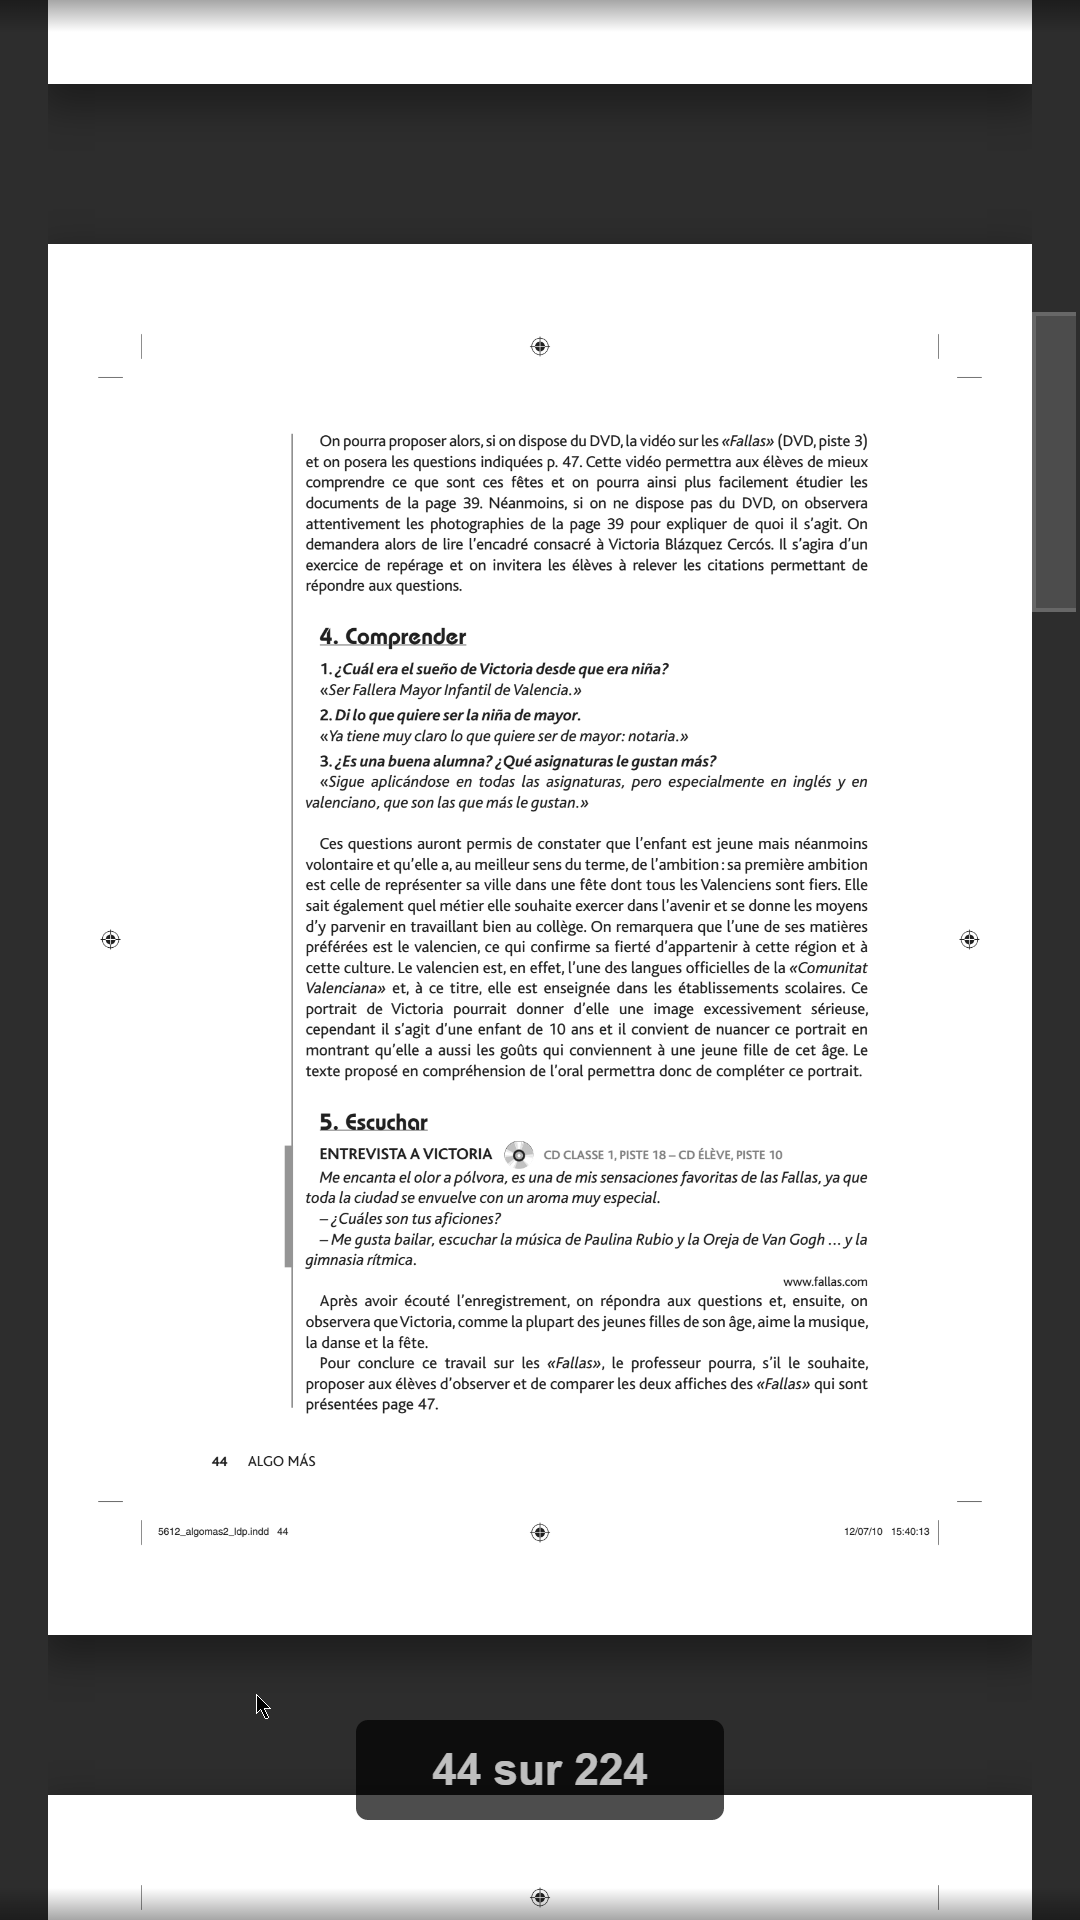 On pourra proposer alors, si on dispose du DVD, la vidéo sur les «Fallas» (DVD, piste 3)
et on posera les questions indiquées p. 47. Cette vidéo permettra aux élèves de mieux
comprendre ce que sont ces fêtes et on pourra ainsi plus facilement étudier les
documents de la page 39. Néanmoins, si on ne dispose pas du DVD, on observera
attentivement les photographies de la page 39 pour expliquer de quoi il s’agit. On
demandera alors de lire l’encadré consacré à Victoria Blázquez Cercós. Il s’agira d’un
exercice de repérage et on invitera les élèves à relever les citations permettant de
répondre aux questions.
4. Comprender
1. ¿Cuál era el sueño de Victoria desde que era niña?
«Ser Fallera Mayor Infantil de Valencia.»
2. Di lo que quiere ser la niña de mayor.
«Ya tiene muy claro lo que quiere ser de mayor: notaria.»
3. ¿Es una buena alumna? ¿Qué asignaturas le gustan más?
«Sigue aplicándose en todas las asignaturas, pero especialmente en inglés y en
valenciano, que son las que más le gustan.»
Ces questions auront permis de constater que l’enfant est jeune mais néanmoins
volontaire et qu’elle a, au meilleur sens du terme, de l’ambition : sa première ambition
est celle de représenter sa ville dans une fête dont tous les Valenciens sont fiers. Elle
sait également quel métier elle souhaite exercer dans l’avenir et se donne les moyens
d’y parvenir en travaillant bien au collège. On remarquera que l’une de ses matières
préférées est le valencien, ce qui confirme sa fierté d’appartenir à cette région et à
cette culture. Le valencien est, en effet, l’une des langues officielles de la «Comunitat
Valenciana» et, à ce titre, elle est enseignée dans les établissements scolaires. Ce
portrait de Victoria pourrait donner d’elle une image excessivement sérieuse,
cependant il s’agit d’une enfant de 10 ans et il convient de nuancer ce portrait en
montrant qu’elle a aussi les goûts qui conviennent à une jeune fille de cet âge. Le
texte proposé en compréhension de l’oral permettra donc de compléter ce portrait.
5. Escuchar
ENTREVISTA A VICTORIA CD CLASSE 1, PISTE 18 – CD ÉLÈVE, PISTE 10
Me encanta el olor a pólvora, es una de mis sensaciones favoritas de las Fallas, ya que
toda la ciudad se envuelve con un aroma muy especial.
– ¿Cuáles son tus aficiones?
– Me gusta bailar, escuchar la música de Paulina Rubio y la Oreja de Van Gogh … y la
gimnasia rítmica.
www.fallas.com
Après avoir écouté l’enregistrement, on répondra aux questions et, ensuite, on
observera que Victoria, comme la plupart des jeunes filles de son âge, aime la musique,
la danse et la fête.
Pour conclure ce travail sur les «Fallas», le professeur pourra, s’il le souhaite,
proposer aux élèves d’observer et de comparer les deux affiches des «Fallas» qui sont
présentées page 47.
44 ALGO MÁS
5612_algomas2_ldp.indd 44 12/07/10 15:40:13
44 sur 224